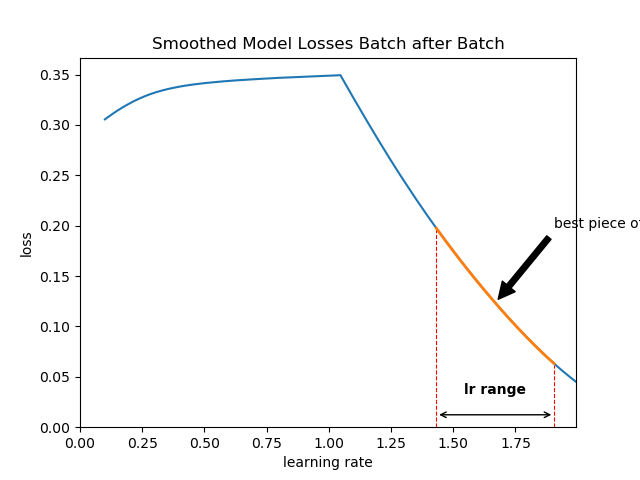 Smoothed Model Losses Batch after Batch
0.35
0.30
0.25
0.20
0.15
0.10
0.05
0.00
loss
best piece
lr range
0.00 0.25 0.50 0.75 1.00 1.25 1.50 1.75
learning rate